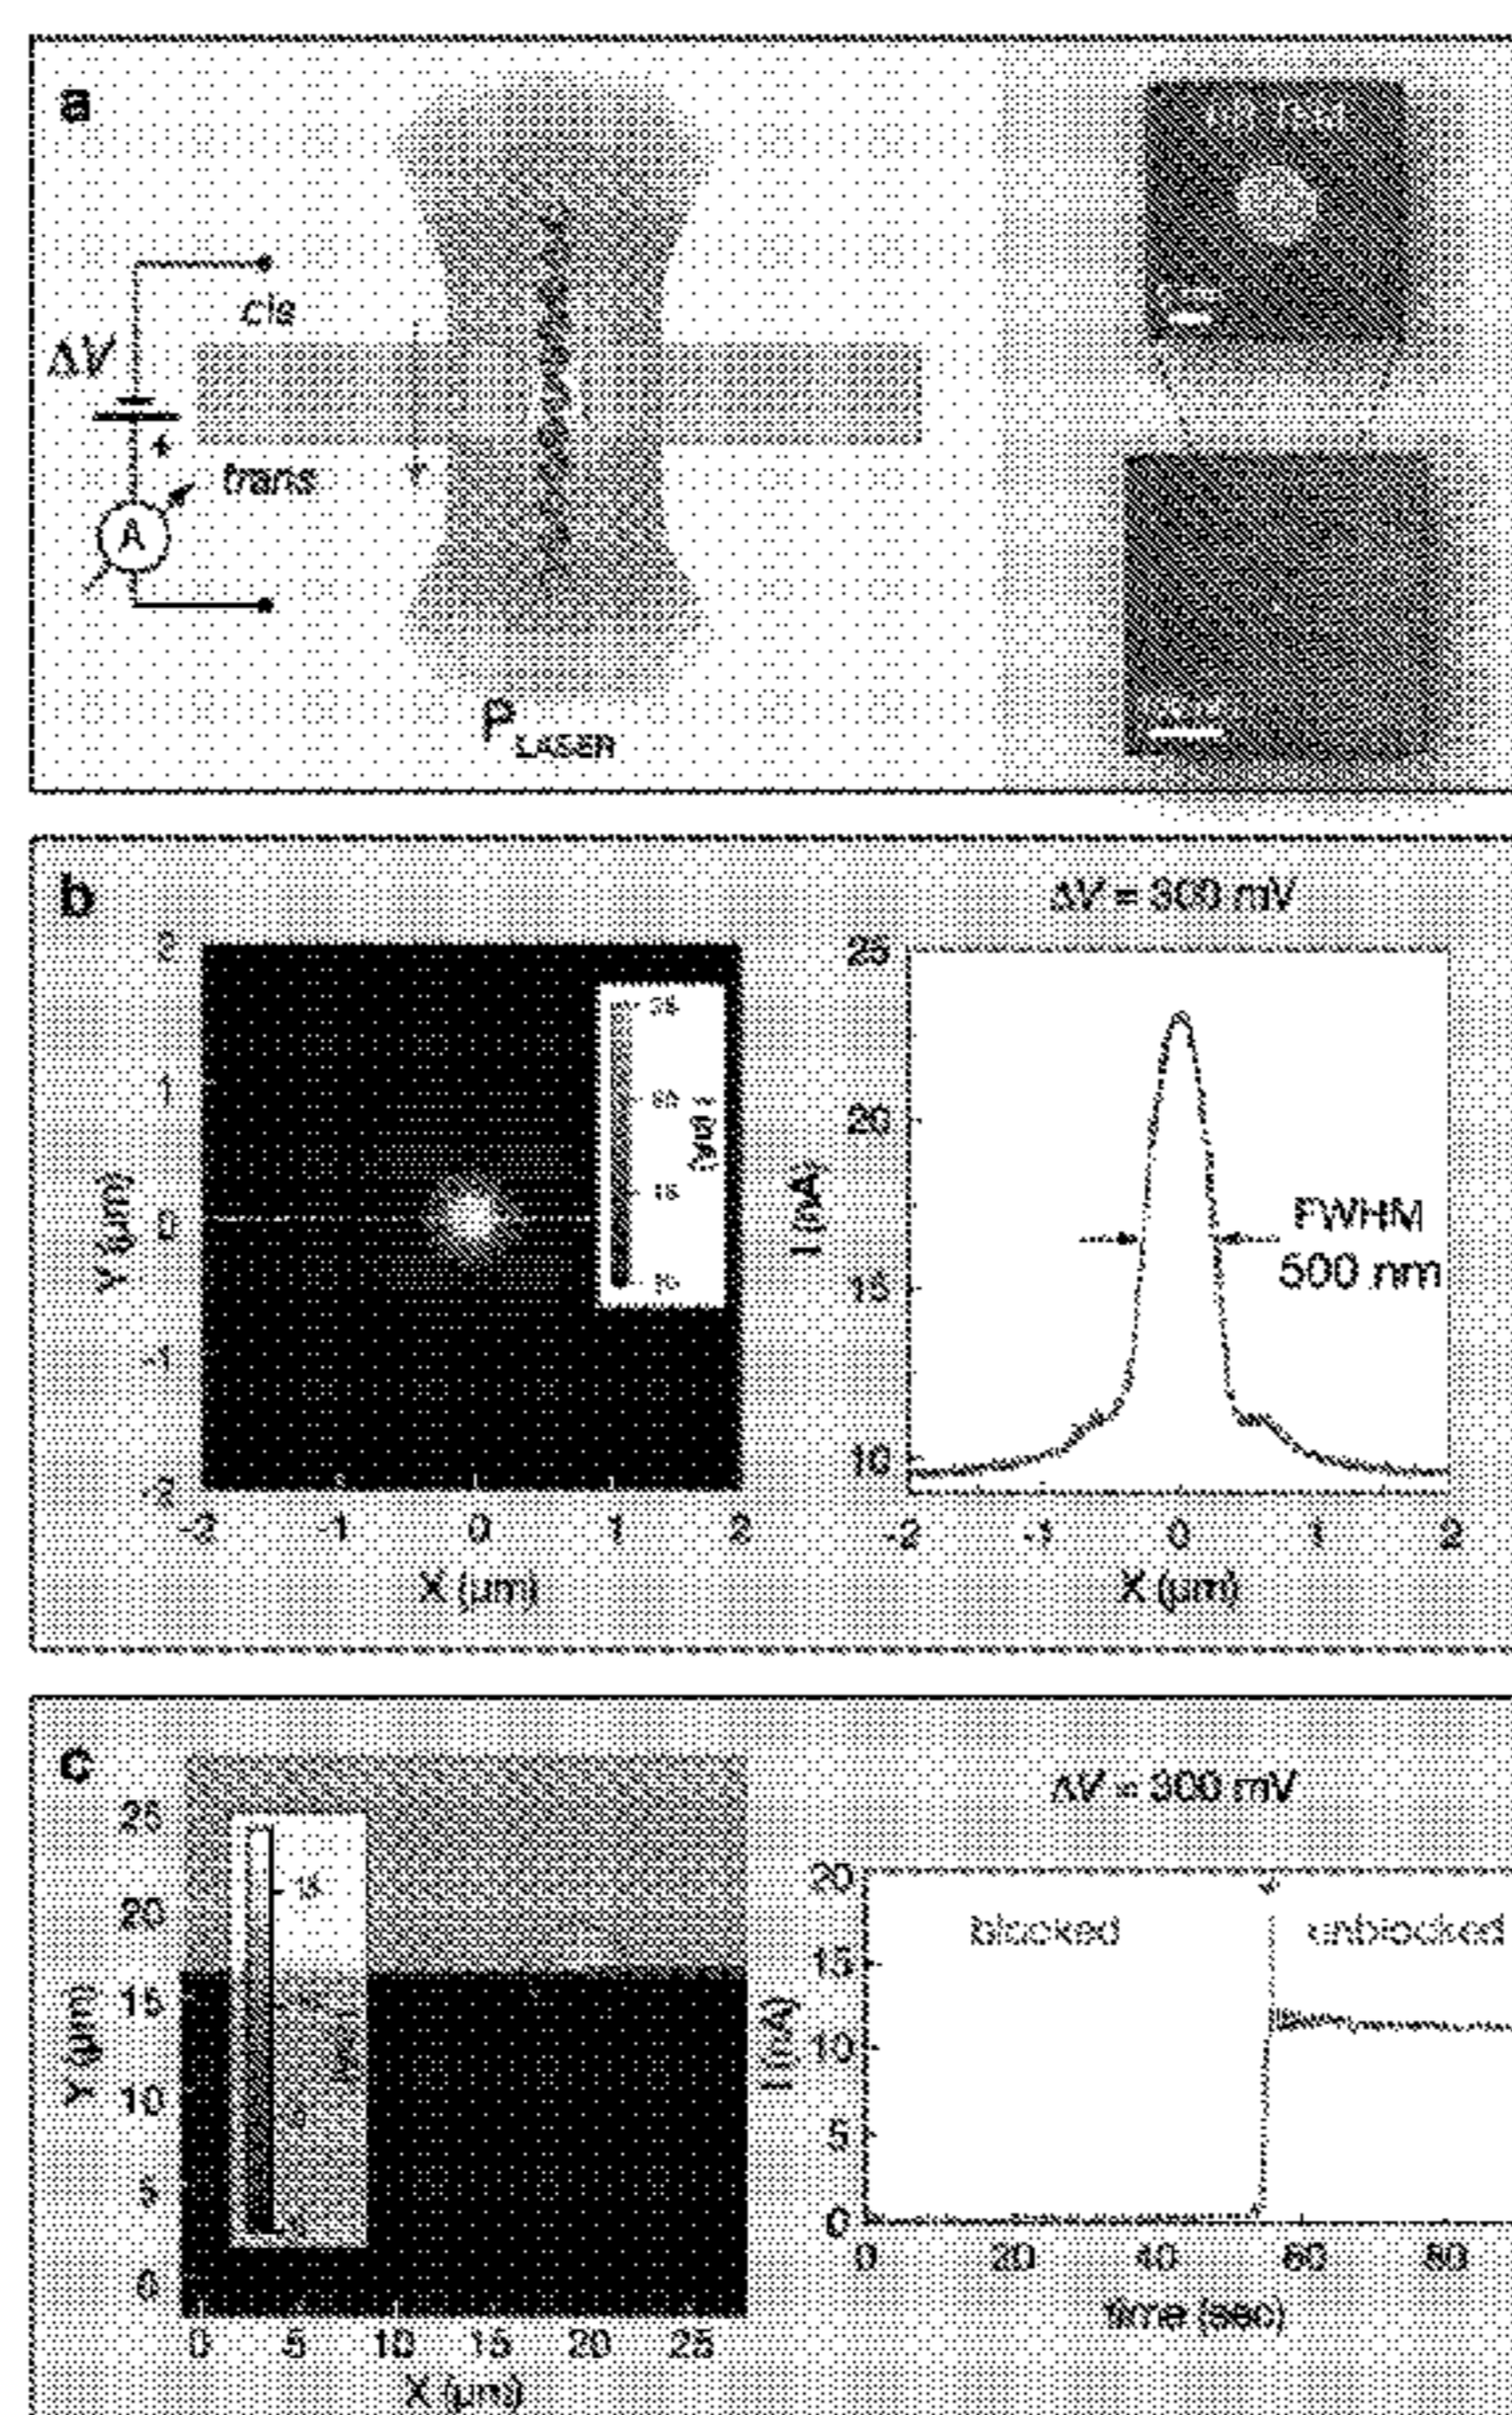 a
cis
ΔV
+
trans
A
P LASER
b
ΔV = 300 mV
2
1
0
-1
-2
Y (μm)
-2 -1 0 1 2
X (μm)
25
20
15
10
I (nA)
FWHM
500 nm
-2 -1 0 1 2
X (μm)
c
ΔV = 300 mV
25
20
15
10
5
0
Y (μm)
0 5 10 15 20 25
X (μm)
20
15
10
5
0
I (nA)
blocked
unblocked
0 20 40 60 80
time (sec)